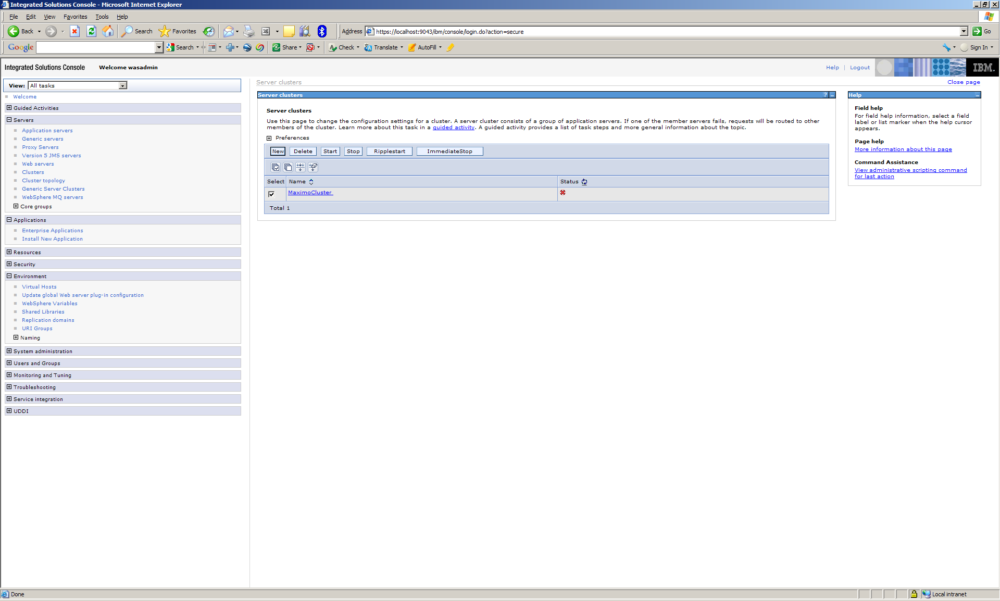 Integrated Solutions Console - Microsoft Internet Explorer
File Edit View Favorites Tools Help
Back Search Favorites Address https://localhost:9043/ibm/console/login.do?action=secure Go
Google Search Share Check Translate AutoFill Sign In
Integrated Solutions Console Welcome wasadmin Help | Logout IBM.
View: All tasks
Welcome
Guided Activities
Servers
Application servers
Generic servers
Proxy Servers
Version 5 JMS servers
Web servers
Clusters
Cluster topology
Generic Server Clusters
WebSphere MQ servers
Core groups
Applications
Enterprise Applications
Install New Application
Resources
Security
Environment
Virtual Hosts
Update global Web server plug-in configuration
WebSphere Variables
Shared Libraries
Replication domains
URI Groups
Naming
System administration
Users and Groups
Monitoring and Tuning
Troubleshooting
Service integration
UDDI
Server clusters Close page
Server clusters ?
Server clusters
Use this page to change the configuration settings for a cluster. A server cluster consists of a group of application servers. If one of the member servers fails, requests will be routed to other
members of the cluster. Learn more about this task in a guided activity. A guided activity provides a list of task steps and more general information about the topic.
Preferences
New Delete Start Stop Ripplestart ImmediateStop
Select Name Status
MaximoCluster
Total 1
Help
Field help
For field help information, select a field
label or list marker when the help cursor
appears.
Page help
More information about this page
Command Assistance
View administrative scripting command
for last action
Done Local intranet